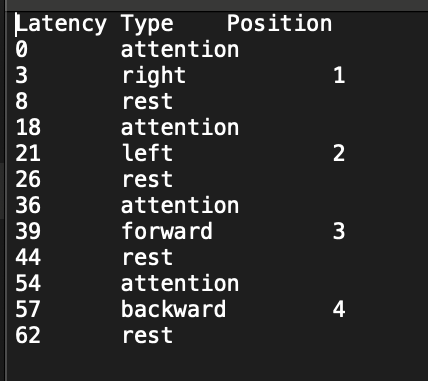 Latency Type Position
0 attention
3 right 1
8 rest
18 attention
21 left 2
26 rest
36 attention
39 forward 3
44 rest
54 attention
57 backward 4
62 rest